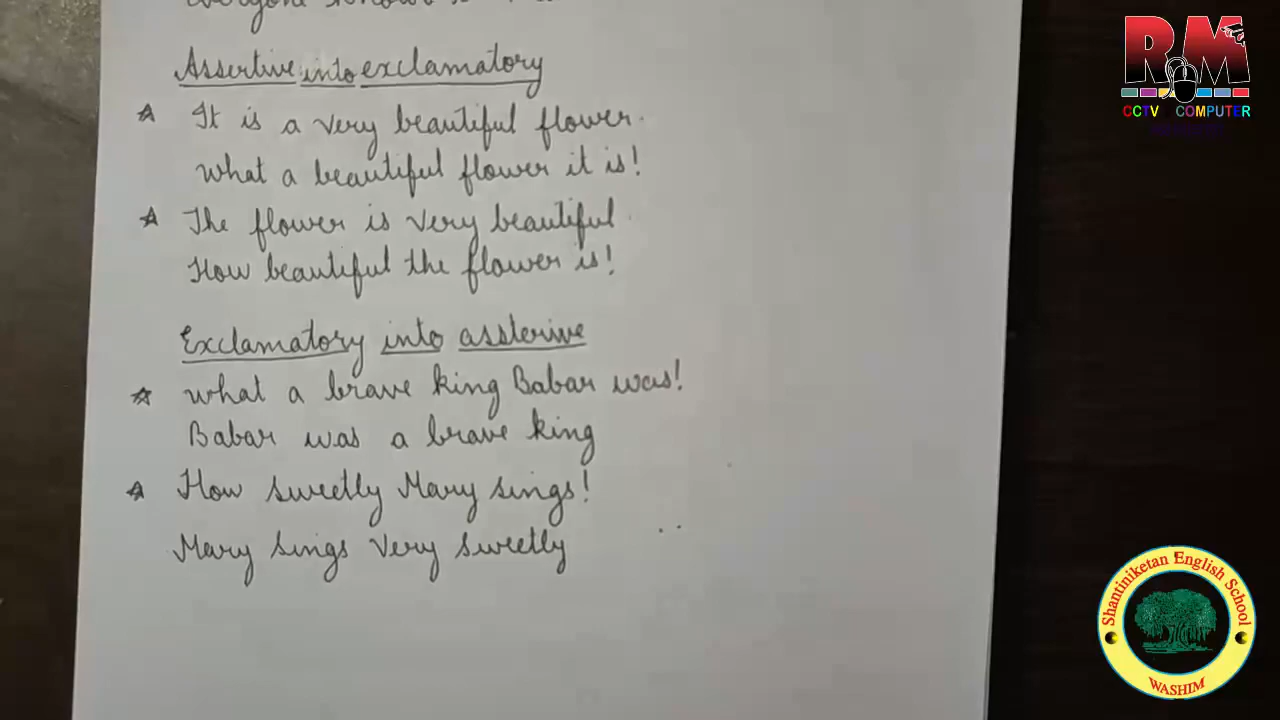 Assertive into exclamatory
☆ It is a very beautiful flower.
What a beautiful flower it is!
☆ The flower is very beautiful.
How beautiful the flower is!
Exclamatory into assterive
☆ what a brave king Babar was!
Babar was a brave king
☆ How sweetly Mary sings!
Mary sings very sweetly
RM
CCTV COMPUTER
Shantiniketan English School
WASHIM